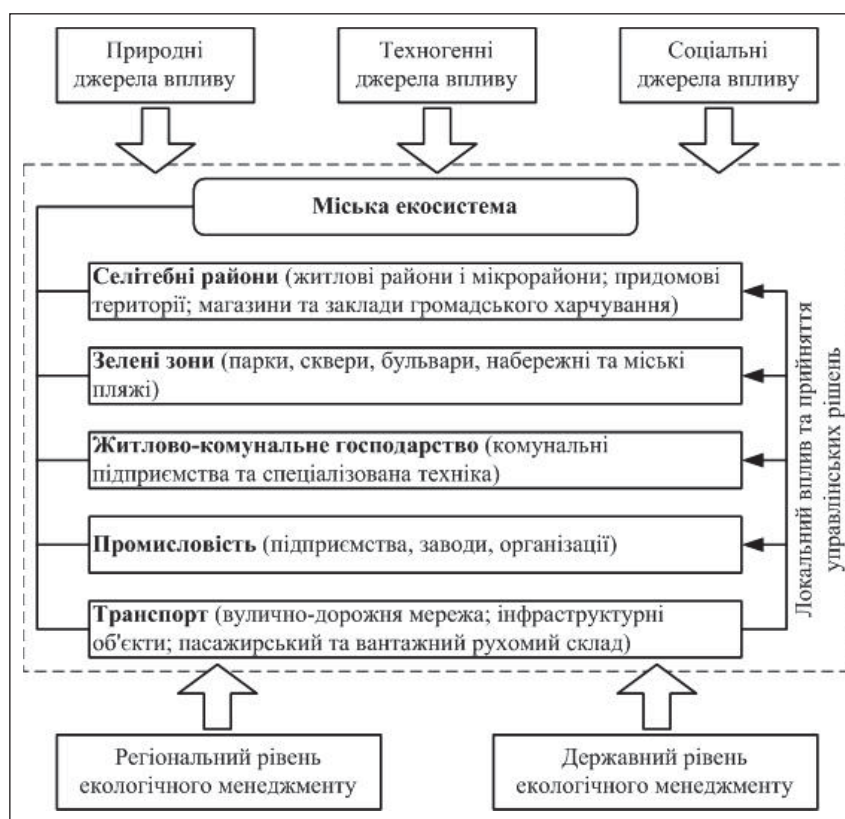 Природні
джерела впливу
Техногенні
джерела впливу
Соціальні
джерела впливу
Міська екосистема
Селітебні райони (житлові райони і мікрорайони; придомові
території; магазини та заклади громадського харчування)
Зелені зони (парки, сквери, бульвари, набережні та міські
пляжі)
Житлово-комунальне господарство (комунальні
підприємства та спеціалізована техніка)
Промисловість (підприємства, заводи, організації)
Транспорт (вулично-дорожня мережа; інфраструктурні
об'єкти; пасажирський та вантажний рухомий склад)
Локальний вплив та прийняття
управлінських рішень
Регіональний рівень
екологічного менеджменту
Державний рівень
екологічного менеджменту